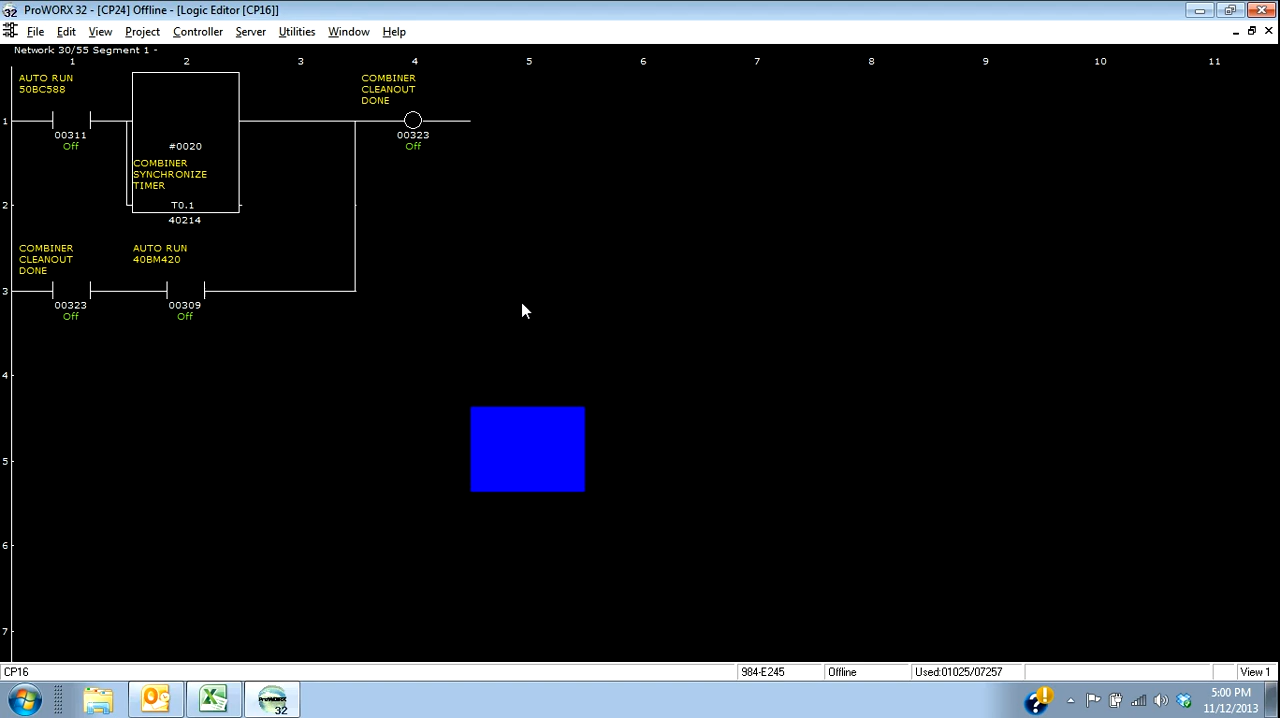 ProWORX 32 - [CP24] Offline - [Logic Editor [CP16]]
File Edit View Project Controller Server Utilities Window Help
Network 30/55 Segment 1 -
1 2 3 4 5 6 7 8 9 10 11
AUTO RUN
50BC588
COMBINER
CLEANOUT
DONE
1
00311
Off
#0020
00323
Off
COMBINER
SYNCHRONIZE
TIMER
2
T0.1
40214
COMBINER
CLEANOUT
DONE
AUTO RUN
40BM420
3
00323
Off
00309
Off
4
5
6
7
CP16 984-E245 Offline Used:01025/07257 View 1
ProWORX
32
5:00 PM
11/12/2013